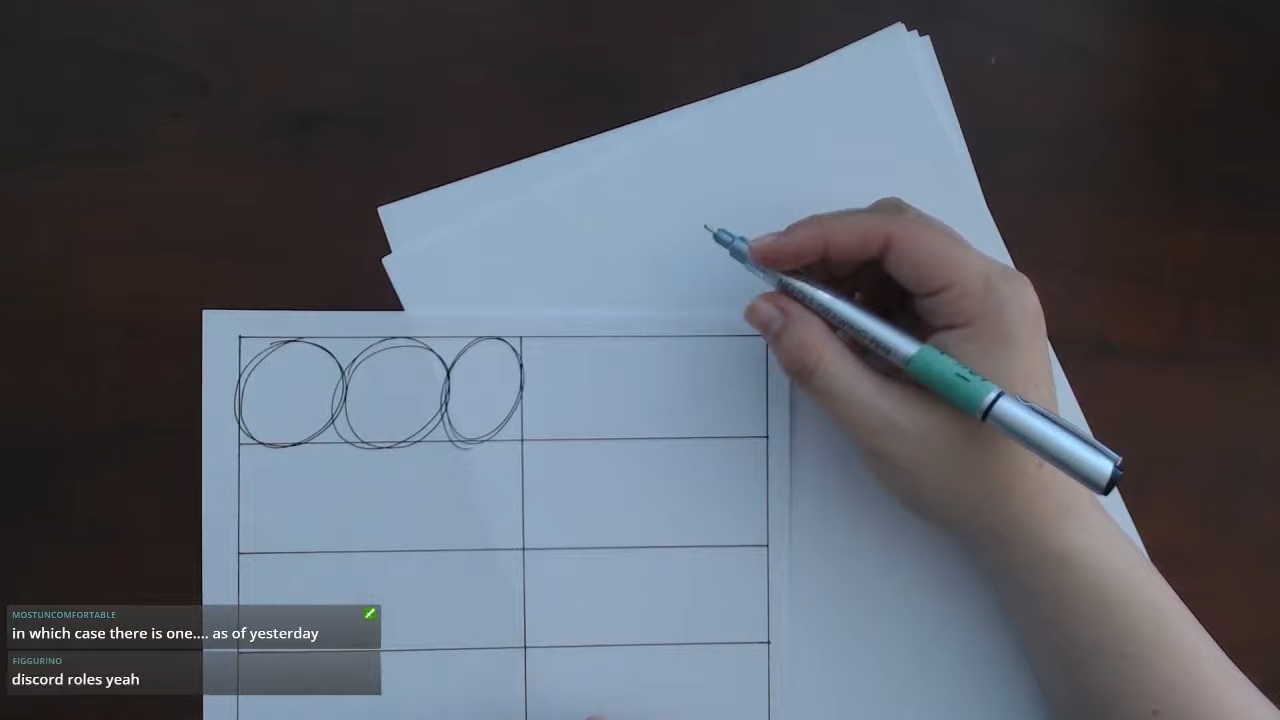 MOSTUNCOMFORTABLE
in which case there is one.... as of yesterday
FIGGURINO
discord roles yeah